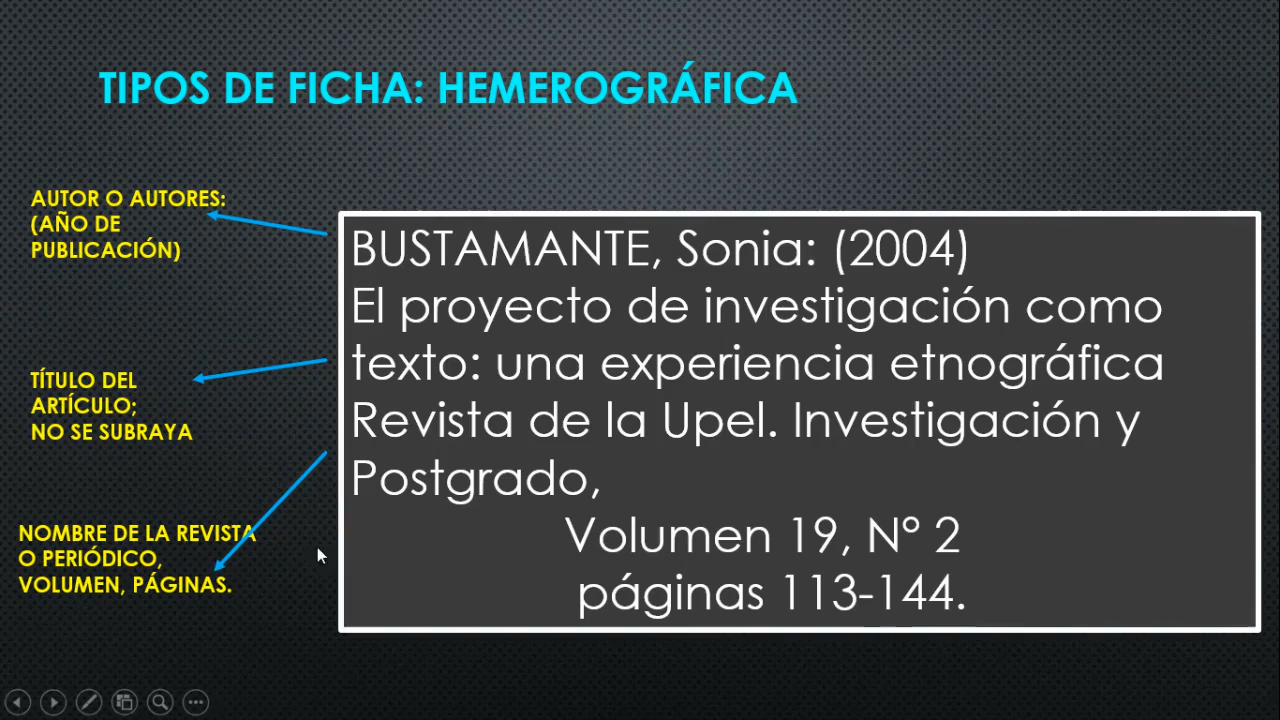 TIPOS DE FICHA: HEMEROGRÁFICA
AUTOR O AUTORES:
(AÑO DE
PUBLICACIÓN)
TÍTULO DEL
ARTÍCULO;
NO SE SUBRAYA
NOMBRE DE LA REVISTA
O PERIÓDICO,
VOLUMEN, PÁGINAS.
BUSTAMANTE, Sonia: (2004)
El proyecto de investigación como
texto: una experiencia etnográfica
Revista de la Upel. Investigación y
Postgrado,
Volumen 19, N° 2
páginas 113-144.